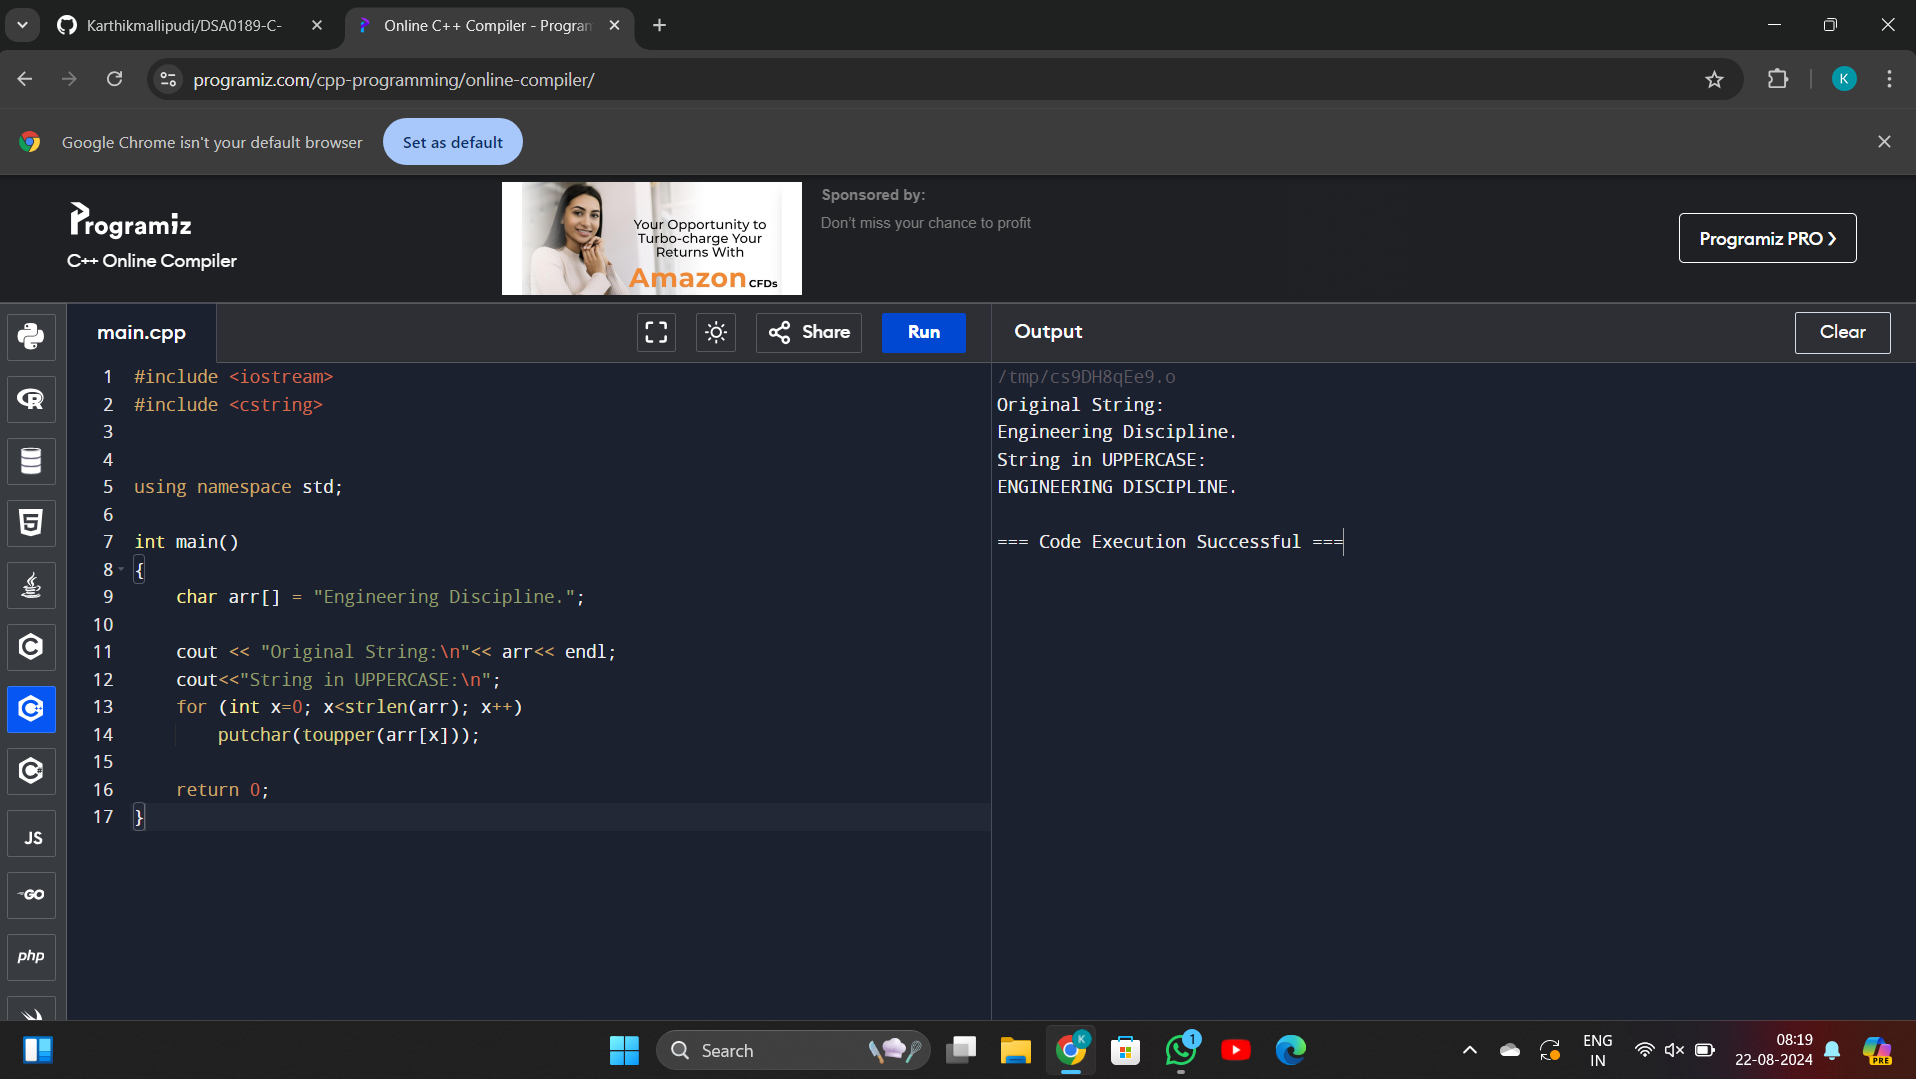 Karthikmallipudi/DSA0189-C-
Online C++ Compiler - Program
programiz.com/cpp-programming/online-compiler/
K
Google Chrome isn't your default browser
Set as default
Programiz
C++ Online Compiler
Your Opportunity to
Turbo-charge Your
Returns With
Amazon CFDs
Sponsored by:
Don't miss your chance to profit
Programiz PRO
main.cpp
Share
Run
Output
Clear
1 #include <iostream>
2 #include <cstring>
3
4
5 using namespace std;
6
7 int main()
8 {
9 char arr[] = "Engineering Discipline.";
10
11 cout << "Original String:\n"<< arr<< endl;
12 cout<<"String in UPPERCASE:\n";
13 for (int x=0; x<strlen(arr); x++)
14 putchar(toupper(arr[x]));
15
16 return 0;
17 }
/tmp/cs9DH8qEe9.o
Original String:
Engineering Discipline.
String in UPPERCASE:
ENGINEERING DISCIPLINE.
=== Code Execution Successful ===
R
5
C
C
C
JS
GO
php
Search
K
1
ENG
IN
08:19
22-08-2024
PRE